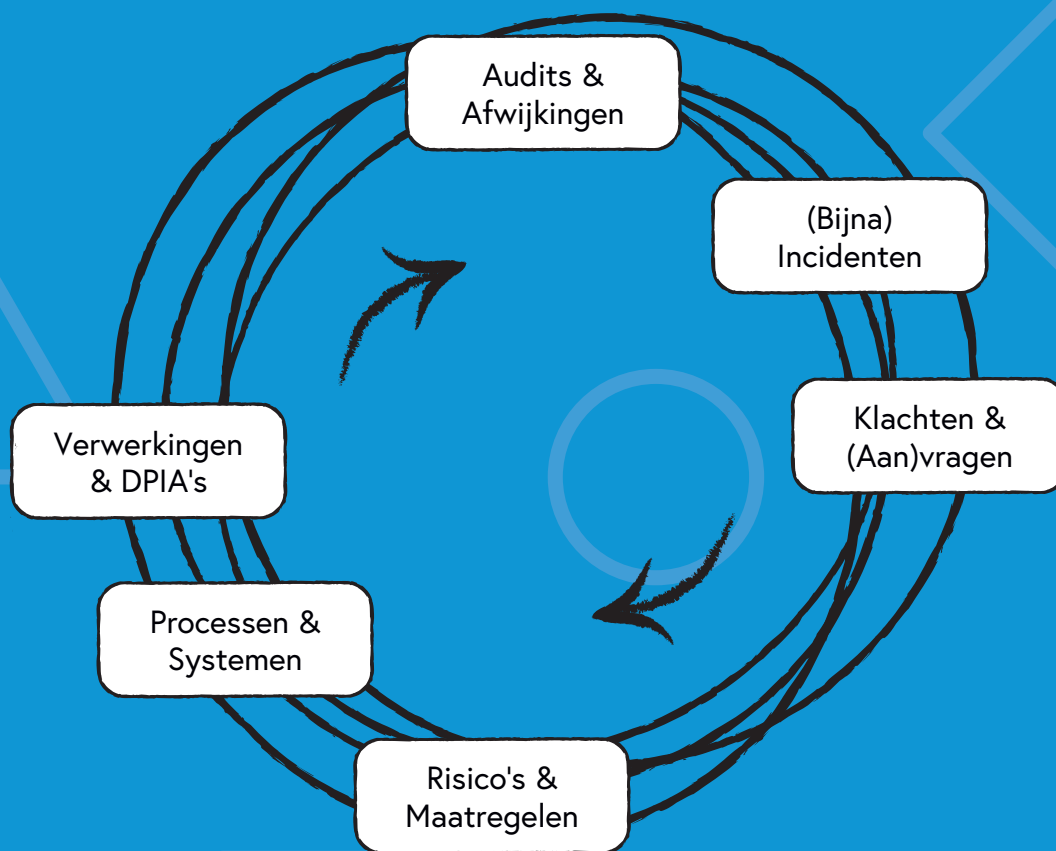 Audits &
Afwijkingen
(Bijna)
Incidenten
Klachten &
(Aan)vragen
Risico's &
Maatregelen
Processen &
Systemen
Verwerkingen
& DPIA's